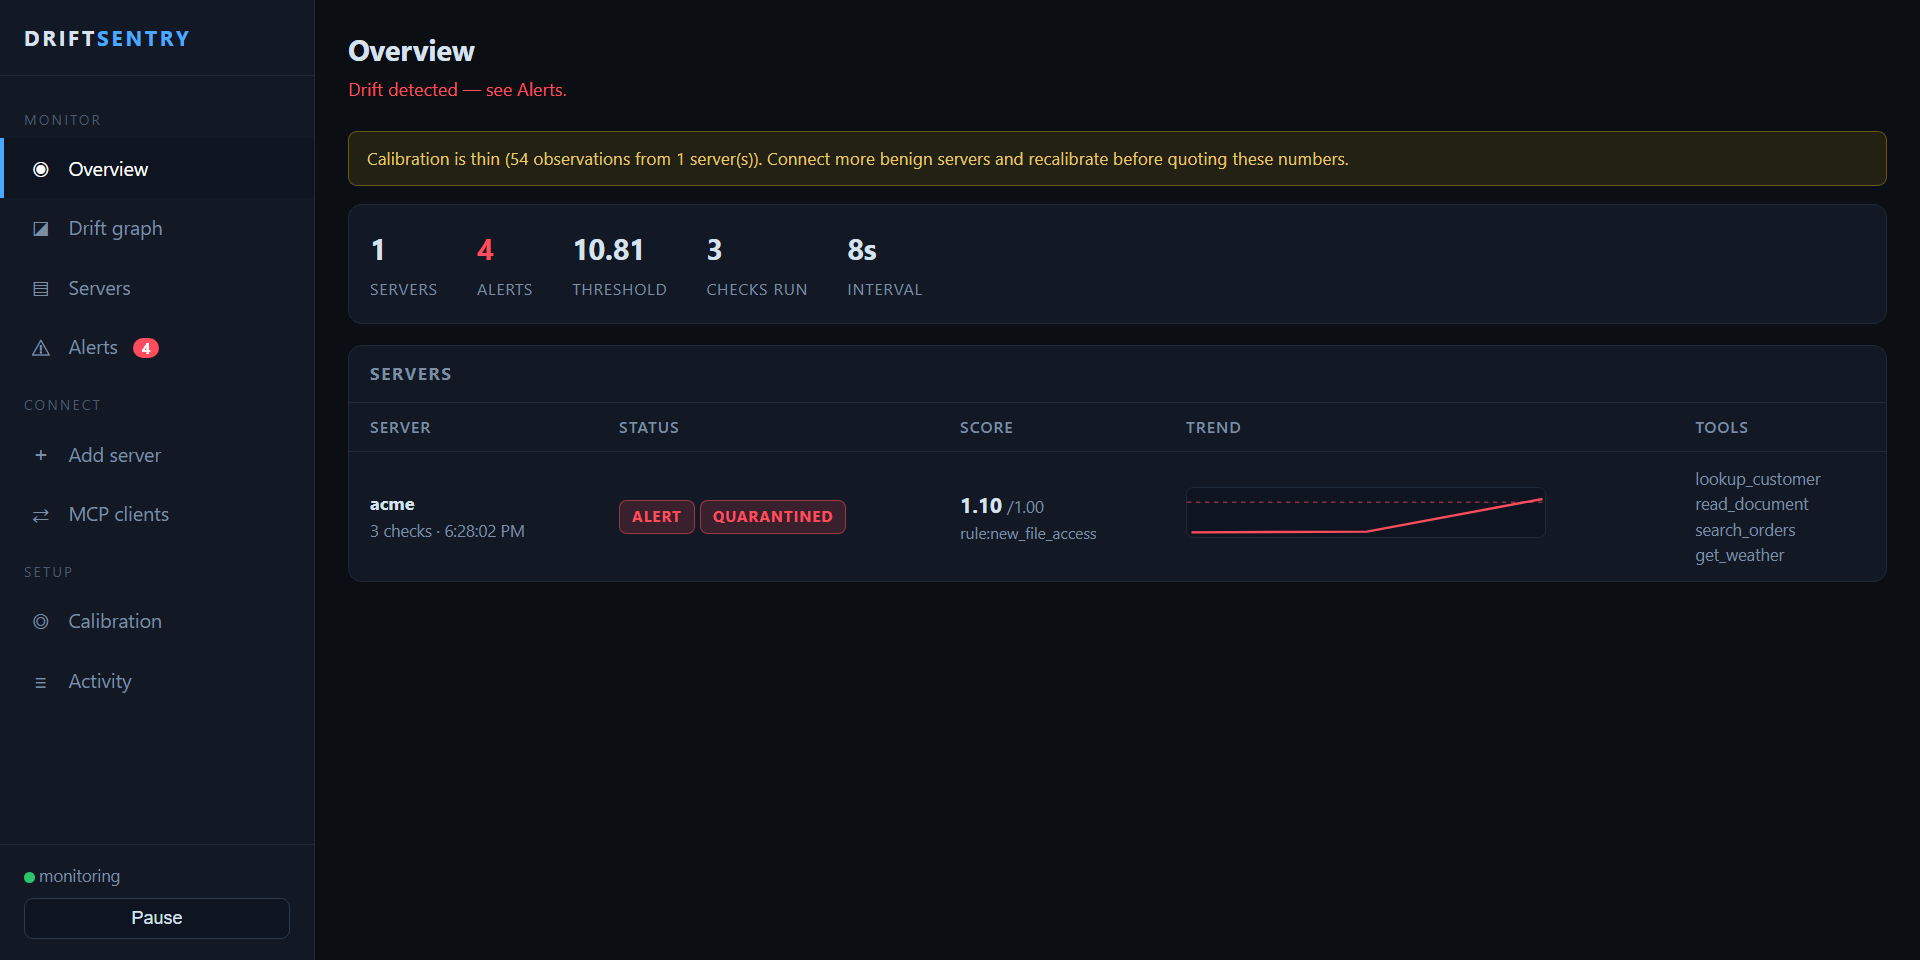 DRIFTSENTRY
MONITOR
Overview
Drift graph
Servers
Alerts 4
CONNECT
+ Add server
MCP clients
SETUP
Calibration
Activity
monitoring
Pause
Overview
Drift detected — see Alerts.
Calibration is thin (54 observations from 1 server(s)). Connect more benign servers and recalibrate before quoting these numbers.
1 4 10.81 3 8s
SERVERS ALERTS THRESHOLD CHECKS RUN INTERVAL
SERVERS
SERVER STATUS SCORE TREND TOOLS
acme
3 checks · 6:28:02 PM
ALERT QUARANTINED
1.10 /1.00
rule:new_file_access
lookup_customer
read_document
search_orders
get_weather